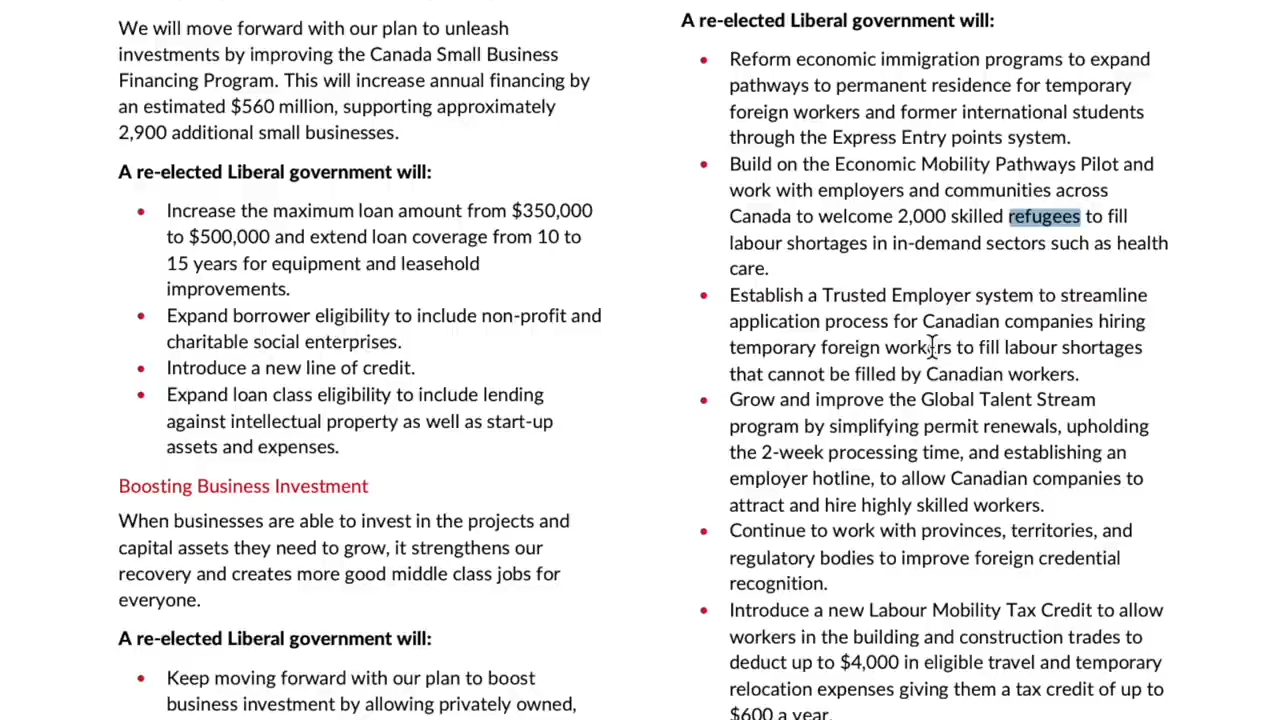 We will move forward with our plan to unleash
investments by improving the Canada Small Business
Financing Program. This will increase annual financing by
an estimated $560 million, supporting approximately
2,900 additional small businesses.
A re-elected Liberal government will:
• Increase the maximum loan amount from $350,000
to $500,000 and extend loan coverage from 10 to
15 years for equipment and leasehold
improvements.
• Expand borrower eligibility to include non-profit and
charitable social enterprises.
• Introduce a new line of credit.
• Expand loan class eligibility to include lending
against intellectual property as well as start-up
assets and expenses.
Boosting Business Investment
When businesses are able to invest in the projects and
capital assets they need to grow, it strengthens our
recovery and creates more good middle class jobs for
everyone.
A re-elected Liberal government will:
• Keep moving forward with our plan to boost
business investment by allowing privately owned,
A re-elected Liberal government will:
• Reform economic immigration programs to expand
pathways to permanent residence for temporary
foreign workers and former international students
through the Express Entry points system.
• Build on the Economic Mobility Pathways Pilot and
work with employers and communities across
Canada to welcome 2,000 skilled refugees to fill
labour shortages in in-demand sectors such as health
care.
• Establish a Trusted Employer system to streamline
application process for Canadian companies hiring
temporary foreign workers to fill labour shortages
that cannot be filled by Canadian workers.
• Grow and improve the Global Talent Stream
program by simplifying permit renewals, upholding
the 2-week processing time, and establishing an
employer hotline, to allow Canadian companies to
attract and hire highly skilled workers.
• Continue to work with provinces, territories, and
regulatory bodies to improve foreign credential
recognition.
• Introduce a new Labour Mobility Tax Credit to allow
workers in the building and construction trades to
deduct up to $4,000 in eligible travel and temporary
relocation expenses giving them a tax credit of up to
$600 a year.